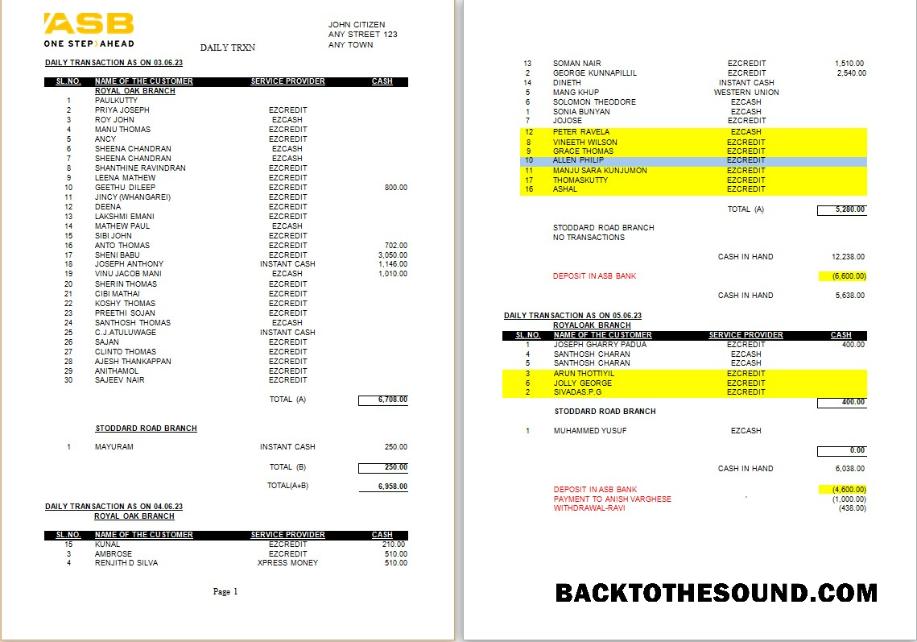 ASB
ONE STEP AHEAD
JOHN CITIZEN
ANY STREET 123
ANY TOWN
DAILY TRXN
DAILY TRANSACTION AS ON 03.06.23
SL.NO. NAME OF THE CUSTOMER SERVICE PROVIDER CASH
ROYAL OAK BRANCH
1 PAULKUTTY
2 PRIYA JOSEPH EZCREDIT
3 ROY JOHN EZCASH
4 MANU THOMAS EZCREDIT
5 ANCY EZCREDIT
6 SHEENA CHANDRAN EZCASH
7 SHEENA CHANDRAN EZCASH
8 SHANTHINE RAVINDRAN EZCREDIT
9 LEENA MATHEW EZCREDIT
10 GEETHU DILEEP EZCREDIT 800.00
11 JINCY (WHANGAREI) EZCREDIT
12 DEENA EZCREDIT
13 LAKSHMI EMANI EZCREDIT
14 MATHEW PAUL EZCASH
15 SIBI JOHN EZCREDIT
16 ANTO THOMAS EZCREDIT 702.00
17 SHENI BABU EZCREDIT 3,050.00
18 JOSEPH ANTHONY INSTANT CASH 1,146.00
19 VINU JACOB MANI EZCASH 1,010.00
20 SHERIN THOMAS EZCREDIT
21 CIBI MATHAI EZCREDIT
22 KOSHY THOMAS EZCREDIT
23 PREETHI SOJAN EZCREDIT
24 SANTHOSH THOMAS EZCASH
25 C.J.ATULUWAGE INSTANT CASH
26 SAJAN EZCREDIT
27 CLINTO THOMAS EZCREDIT
28 AJESH THANKAPPAN EZCREDIT
29 ANITHAMOL EZCREDIT
30 SAJEEV NAIR EZCREDIT
TOTAL (A) 6,708.00
STODDARD ROAD BRANCH
1 MAYURAM INSTANT CASH 250.00
TOTAL (B) 250.00
TOTAL(A+B) 6,958.00
DAILY TRANSACTION AS ON 04.06.23
ROYAL OAK BRANCH
SL.NO. NAME OF THE CUSTOMER SERVICE PROVIDER CASH
15 KUNAL EZCREDIT 210.00
3 AMBROSE EZCREDIT 510.00
4 RENJITH D SILVA XPRESS MONEY 510.00
Page 1
13 SOMAN NAIR EZCREDIT 1,510.00
2 GEORGE KUNNAPILLIL EZCREDIT 2,540.00
14 DINETH INSTANT CASH
5 MANG KHUP WESTERN UNION
6 SOLOMON THEODORE EZCASH
1 SONIA BUNYAN EZCASH
7 JOJOSE EZCREDIT
12 PETER RAVELA EZCASH
8 VINEETH WILSON EZCREDIT
9 GRACE THOMAS EZCREDIT
10 ALLEN PHILIP EZCREDIT
11 MANJU SARA KUNJUMON EZCREDIT
17 THOMASKUTTY EZCREDIT
16 ASHAL EZCREDIT
TOTAL (A) 5,280.00
STODDARD ROAD BRANCH
NO TRANSACTIONS
CASH IN HAND 12,238.00
DEPOSIT IN ASB BANK (6,600.00)
CASH IN HAND 5,638.00
DAILY TRANSACTION AS ON 05.06.23
ROYALOAK BRANCH
SL.NO. NAME OF THE CUSTOMER SERVICE PROVIDER CASH
1 JOSEPH GHARRY PADUA EZCREDIT 400.00
4 SANTHOSH CHARAN EZCASH
5 SANTHOSH CHARAN EZCASH
3 ARUN THOTTIYIL EZCREDIT
6 JOLLY GEORGE EZCREDIT
2 SIVADAS.P.G EZCREDIT
400.00
STODDARD ROAD BRANCH
1 MUHAMMED YUSUF EZCASH
0.00
CASH IN HAND 6,038.00
DEPOSIT IN ASB BANK (4,600.00)
PAYMENT TO ANISH VARGHESE (1,000.00)
WITHDRAWAL-RAVI (438.00)
BACKTOTHESOUND.COM